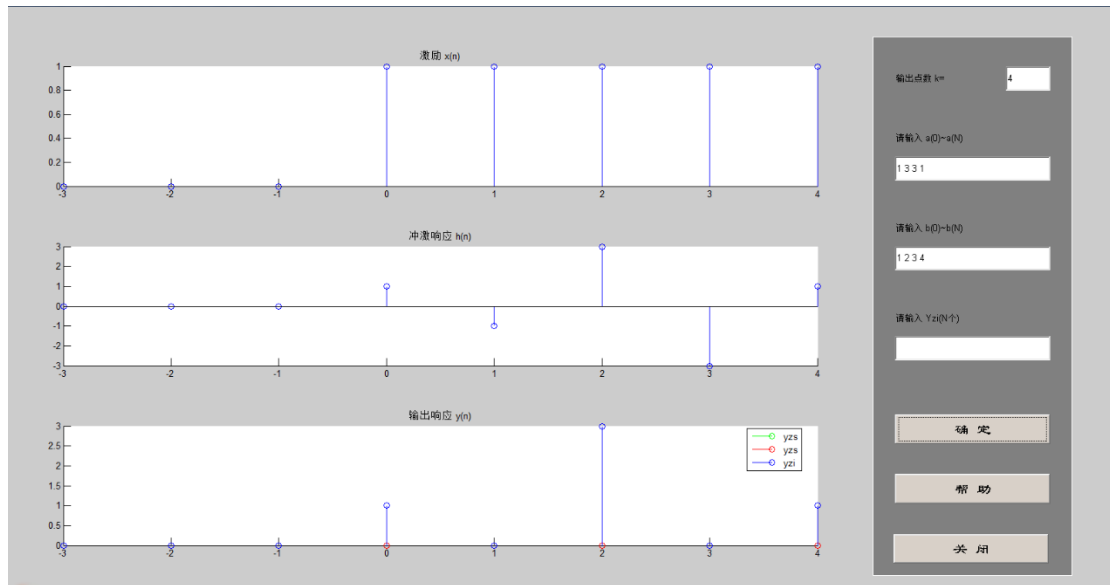 激励 x(n)
1
0.8
0.6
0.4
0.2
0
-3 -2 -1 0 1 2 3 4
冲激响应 h(n)
3
2
1
0
-1
-2
-3
-3 -2 -1 0 1 2 3 4
输出响应 y(n)
3
2.5
2
1.5
1
0.5
0
-3 -2 -1 0 1 2 3 4
yzs
yzs
yzi
输出点数 k=
4
请输入 a(0)~a(N)
1 3 3 1
请输入 b(0)~b(N)
1 2 3 4
请输入 Yzi(N个)
确 定
帮 助
关 闭